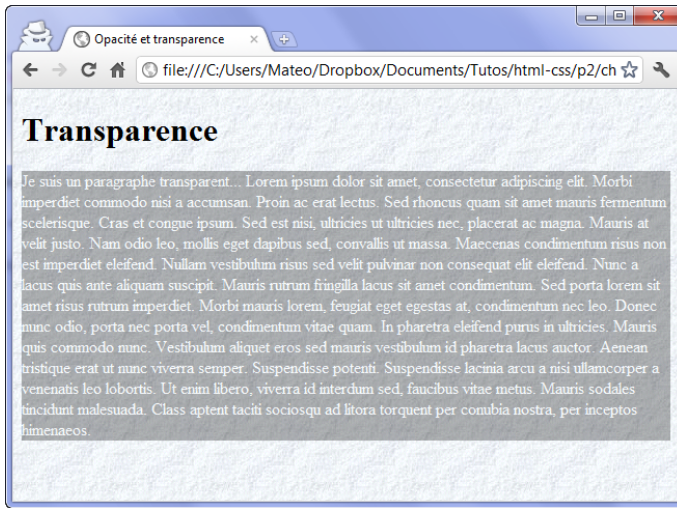 Opacité et transparence
file:///C:/Users/Mateo/Dropbox/Documents/Tutos/html-css/p2/ch
Transparence
Je suis un paragraphe transparent... Lorem ipsum dolor sit amet, consectetur adipiscing elit. Morbi
imperdiet commodo nisi a accumsan. Proin ac erat lectus. Sed rhoncus quam sit amet mauris fermentum
scelerisque. Cras et congue ipsum. Sed est nisi, ultricies ut ultricies nec, placerat ac magna. Mauris at
velit justo. Nam odio leo, mollis eget dapibus sed, convallis ut massa. Maecenas condimentum risus non
est imperdiet eleifend. Nullam vestibulum risus sed velit pulvinar non consequat elit eleifend. Nunc a
lacus quis ante aliquam suscipit. Mauris rutrum fringilla lacus sit amet condimentum. Sed porta lorem sit
amet risus rutrum imperdiet. Morbi mauris lorem, feugiat eget egestas at, condimentum nec leo. Donec
nunc odio, porta nec porta vel, condimentum vitae quam. In pharetra eleifend purus in ultricies. Mauris
quis commodo nunc. Vestibulum aliquet eros sed mauris vestibulum id pharetra lacus auctor. Aenean
tristique erat ut nunc viverra semper. Suspendisse potenti. Suspendisse lacinia arcu a nisi ullamcorper a
venenatis leo lobortis. Ut enim libero, viverra id interdum sed, faucibus vitae metus. Mauris sodales
tincidunt malesuada. Class aptent taciti sociosqu ad litora torquent per conubia nostra, per inceptos
himenaeos.